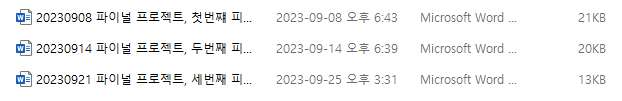 20230908 파이널 프로젝트, 첫번째 피... 2023-09-08 오후 6:43 Microsoft Word ... 21KB
20230914 파이널 프로젝트, 두번째 피... 2023-09-14 오후 6:39 Microsoft Word ... 20KB
20230921 파이널 프로젝트, 세번째 피... 2023-09-25 오후 3:31 Microsoft Word ... 13KB